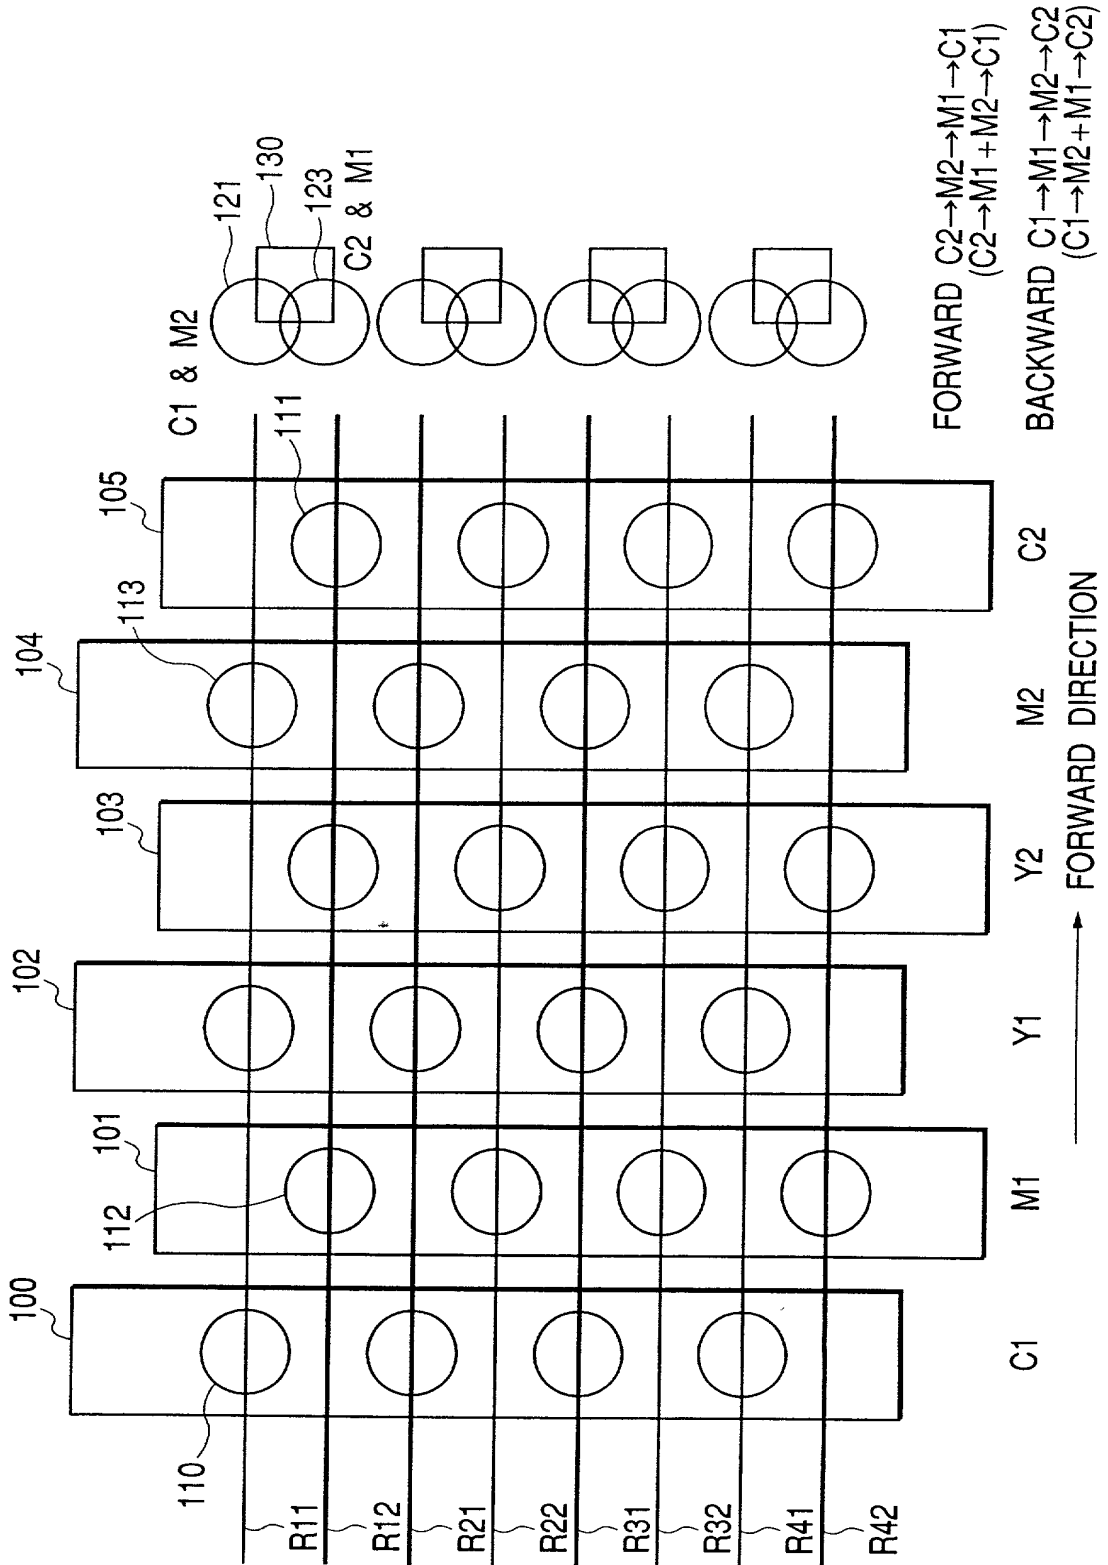 100
101
102
103
104
105
110
112
113
111
C1 & M2
121
130
123
C2 & M1
R11
R12
R21
R22
R31
R32
R41
R42
C1
M1
Y1
Y2
M2
C2
FORWARD DIRECTION
FORWARD C2→M2→M1→C1
(C2→M1+M2→C1)
BACKWARD C1→M1→M2→C2
(C1→M2+M1→C2)